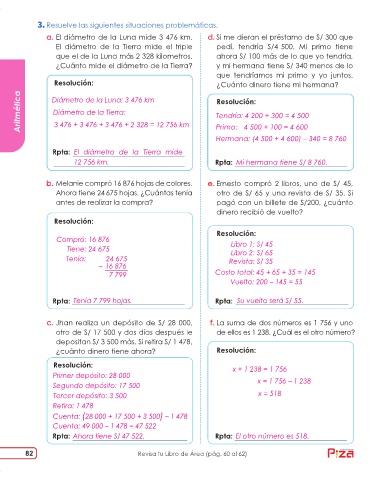 3. Resuelve las siguientes situaciones problemáticas.
a. El diámetro de la Luna mide 3 476 km.
El diámetro de la Tierra mide el triple
que el de la Luna más 2 328 kilómetros.
¿Cuánto mide el diámetro de la Tierra?
Resolución:
Diámetro de la Luna: 3 476 km
Diámetro de la Tierra:
3 476 + 3 476 + 3 476 + 2 328 = 12 756 km
Rpta: El diámetro de la Tierra mide
12 756 km.
b. Melanie compró 16 876 hojas de colores.
Ahora tiene 24 675 hojas. ¿Cuántas tenía
antes de realizar la compra?
Resolución:
Compró: 16 876
Tiene: 24 675
Tenía: 24 675
– 16 876
7 799
Rpta: Tenía 7 799 hojas.
c. Jhan realiza un depósito de S/ 28 000,
otro de S/ 17 500 y dos días después le
depositan S/ 3 500 más. Si retira S/ 1 478,
¿cuánto dinero tiene ahora?
Resolución:
Primer depósito: 28 000
Segundo depósito: 17 500
Tercer depósito: 3 500
Retira: 1 478
Cuenta: (28 000 + 17 500 + 3 500) – 1 478
Cuenta: 49 000 – 1 478 = 47 522
Rpta: Ahora tiene S/ 47 522.
d. Si me dieran el préstamo de S/ 300 que
pedí, tendría S/4 500. Mi primo tiene
ahora S/ 100 más de lo que yo tendría,
y mi hermana tiene S/ 340 menos de lo
que tendríamos mi primo y yo juntos.
¿Cuánto dinero tiene mi hermana?
Resolución:
Tendría: 4 200 + 300 = 4 500
Primo: 4 500 + 100 = 4 600
Hermana: (4 500 + 4 600) – 340 = 8 760
Rpta: Mi hermana tiene S/ 8 760.
e. Ernesto compró 2 libros, uno de S/ 45,
otro de S/ 65 y una revista de S/ 35. Si
pagó con un billete de S/200, ¿cuánto
dinero recibió de vuelto?
Resolución:
Libro 1: S/ 45
Libro 2: S/ 65
Revista: S/ 35
Costo total: 45 + 65 + 35 = 145
Vuelto: 200 – 145 = 55
Rpta: Su vuelto será S/ 55.
f. La suma de dos números es 1 756 y uno
de ellos es 1 238. ¿Cuál es el otro número?
Resolución:
x + 1 238 = 1 756
x = 1 756 – 1 238
x = 518
Rpta: El otro número es 518.
Aritmética
82
Revisa tu Libro de Área (pág. 60 al 62)
Pizá